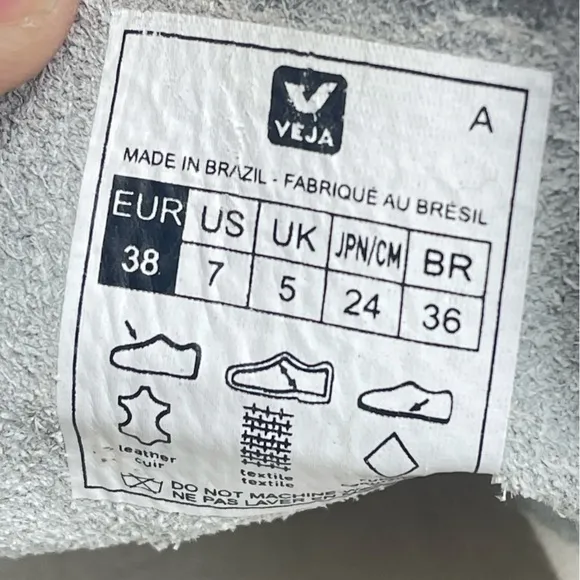 VEJA
A
MADE IN BRAZIL - FABRIQUÉ AU BRÉSIL
EUR US UK JPN/CM BR
38 7 5 24 36
leather
cuir
textile
textile
DO NOT MACHINE
NE PAS LAVER